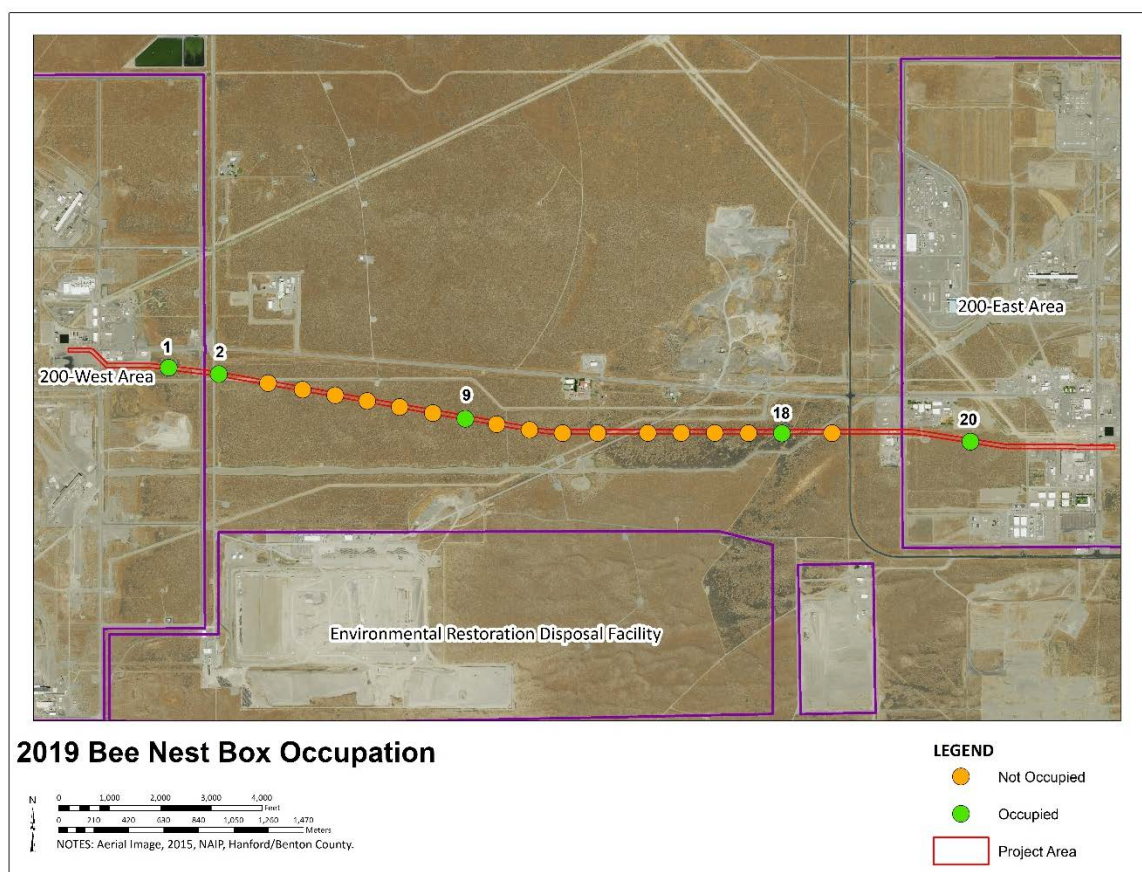 200-East Area
1
2
200-West Area
9
18
20
Environmental Restoration Disposal Facility
2019 Bee Nest Box Occupation
N
0 1,000 2,000 3,000 4,000
Feet
0 210 420 630 840 1,050 1,260 1,470
Meters
NOTES: Aerial Image, 2015, NAIP, Hanford/Benton County.
LEGEND
Not Occupied
Occupied
Project Area